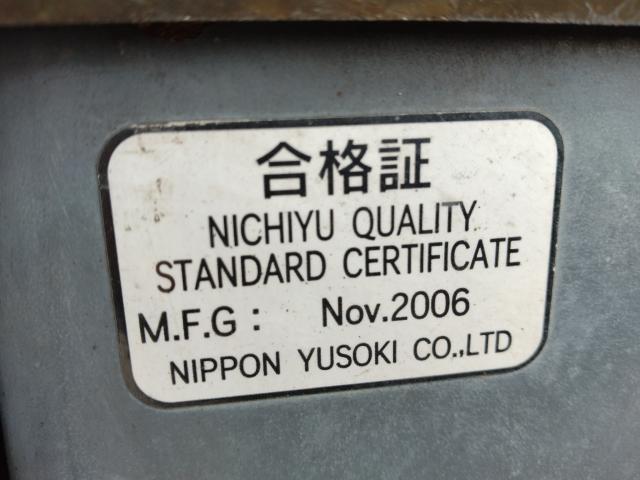 合格証
NICHIYU QUALITY
STANDARD CERTIFICATE
M.F.G : Nov.2006
NIPPON YUSOKI CO.,LTD